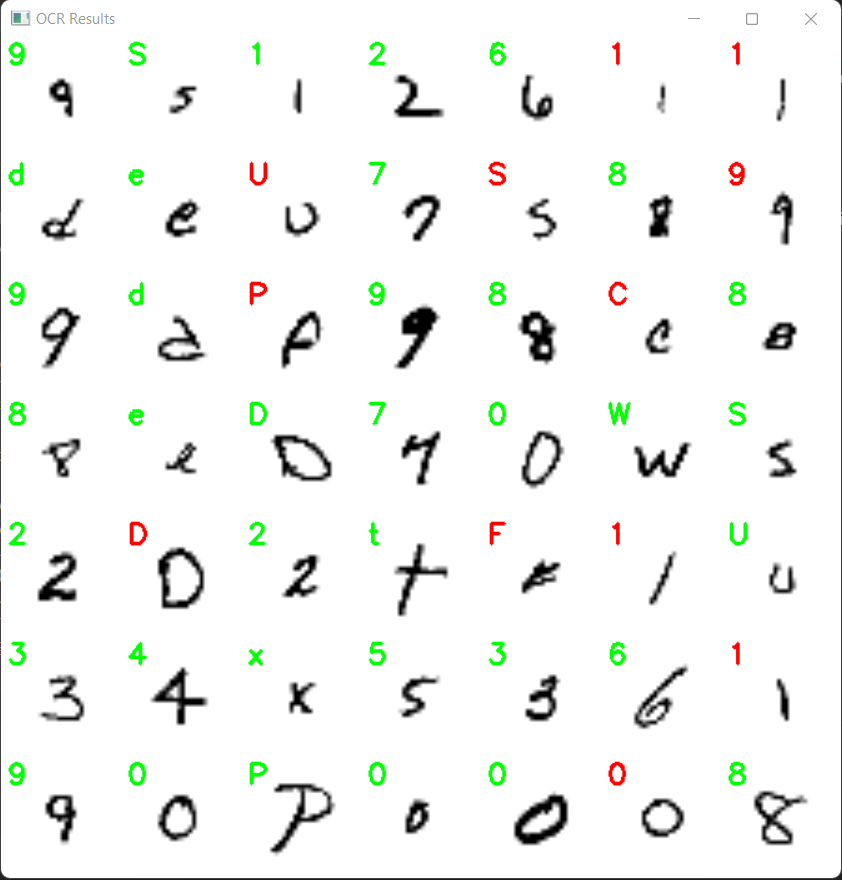 OCR Results
9 S 1 2 6 1 1
9 s 1 2 6 1 1
d e U 7 S 8 9
d e U 7 S 8 9
9 d P 9 8 C 8
9 d 9 8 C 8
8 e D 7 0 W S
8 e D 7 0 W S
2 D 2 t F 1 U
2 D 2 t 1 U
3 4 x 5 3 6 1
3 4 x 5 3 6 1
9 0 P 0 0 0 8
9 0 P 0 0 0 8